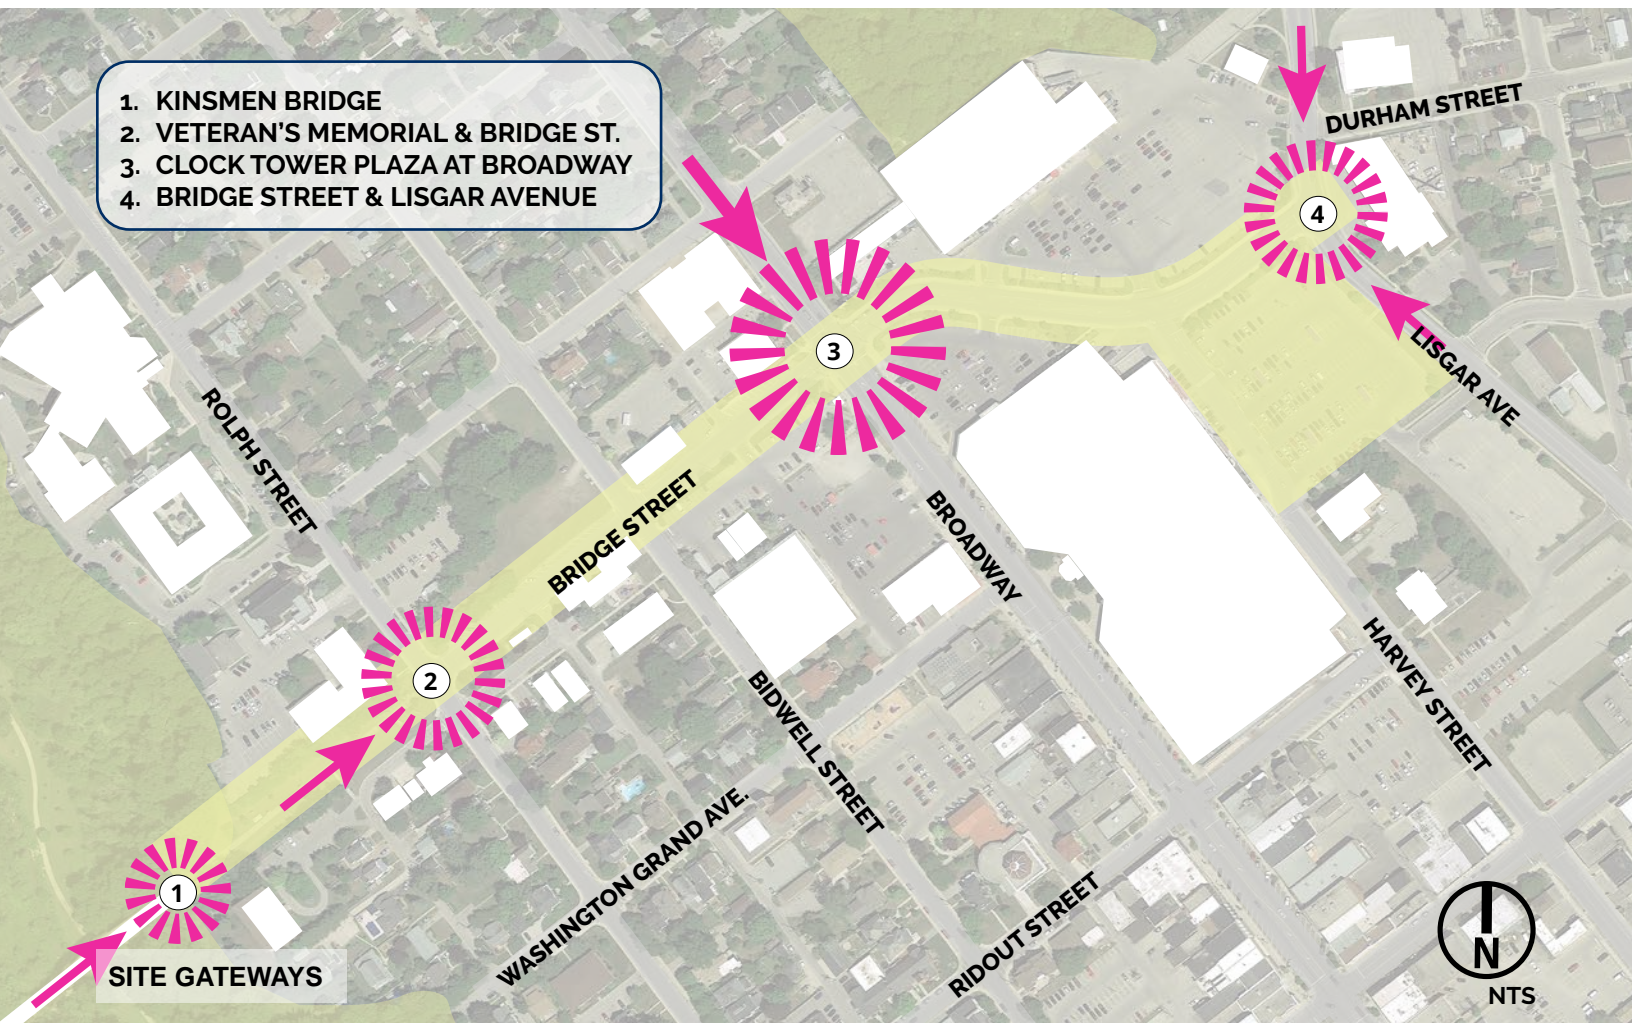 1. KINSMEN BRIDGE
2. VETERAN'S MEMORIAL & BRIDGE ST.
3. CLOCK TOWER PLAZA AT BROADWAY
4. BRIDGE STREET & LISGAR AVENUE
DURHAM STREET
4
3
LISGAR AVE
ROLPH STREET
BRIDGE STREET
BROADWAY
HARVEY STREET
2
BIDWELL STREET
WASHINGTON GRAND AVE.
RIDOUT STREET
1
SITE GATEWAYS
N
NTS